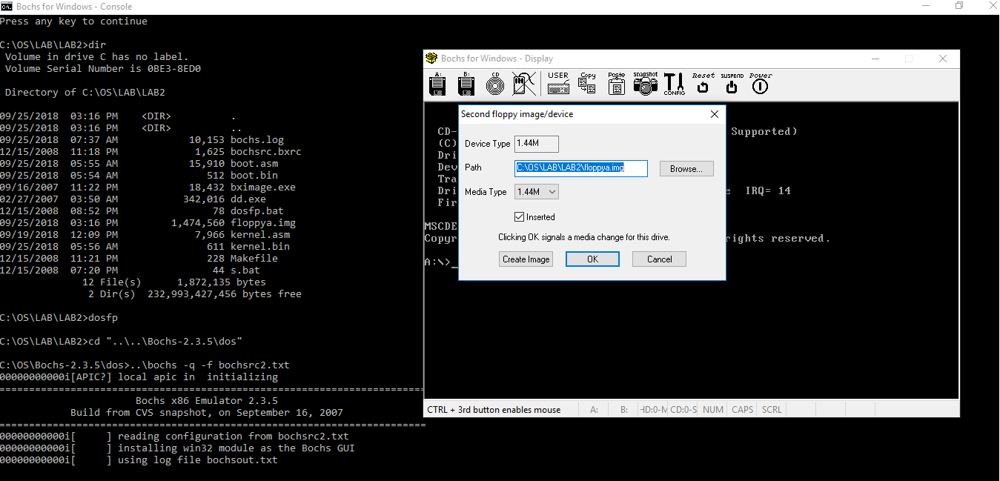 Bochs for Windows - Console
Press any key to continue
C:\OS\LAB\LAB2>dir
Volume in drive C has no label.
Volume Serial Number is 0BE3-8ED0
Directory of C:\OS\LAB\LAB2
09/25/2018  03:16 PM    <DIR>          .
09/25/2018  03:16 PM    <DIR>          ..
09/25/2018  07:37 AM            10,153 bochs.log
12/15/2008  11:18 PM             1,625 bochsrc.bxrc
09/25/2018  05:55 AM            15,910 boot.asm
09/25/2018  05:54 AM               512 boot.bin
09/16/2007  11:22 PM            18,432 bximage.exe
02/27/2007  03:50 AM           342,016 dd.exe
12/15/2008  08:52 PM                78 dosfp.bat
09/25/2018  03:16 PM         1,474,560 floppya.img
09/19/2018  12:09 PM             7,966 kernel.asm
09/25/2018  05:56 AM               611 kernel.bin
12/15/2008  11:21 PM               228 Makefile
12/15/2008  07:20 PM                44 s.bat
12 File(s)      1,872,135 bytes
2 Dir(s)  232,993,427,456 bytes free
C:\OS\LAB\LAB2>dosfp
C:\OS\LAB\LAB2>cd "..\..\Bochs-2.3.5\dos"
C:\OS\Bochs-2.3.5\dos>..\bochs -q -f bochsrc2.txt
00000000000i[APIC?] local apic in  initializing
========================================================================
Bochs x86 Emulator 2.3.5
Build from CVS snapshot, on September 16, 2007
========================================================================
00000000000i[     ] reading configuration from bochsrc2.txt
00000000000i[     ] installing win32 module as the Bochs GUI
00000000000i[     ] using log file bochsout.txt
Bochs for Windows - Display
A: B: CD USER Copy Paste snapshot CONFIG Reset SUSPEND Power
CD- Supported)
(C)
Dri
Dev
Tra
Dri e  IRQ= 14
Fir
MSCDE
Copyr rights reserved.
A:\>_
Second floppy image/device
Device Type 1.44M
Path C:\OS\LAB\LAB2\floppya.img Browse...
Media Type 1.44M
Inserted
Clicking OK signals a media change for this drive.
Create Image OK Cancel
CTRL + 3rd button enables mouse A: B: HD:0-M CD:0-S NUM CAPS SCRL